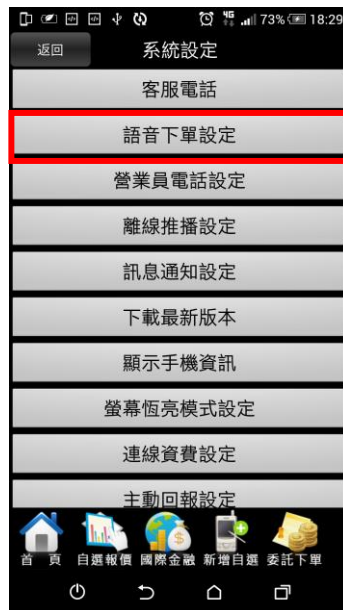 4G 73% 18:29
返回 系統設定
客服電話
語音下單設定
營業員電話設定
離線推播設定
訊息通知設定
下載最新版本
顯示手機資訊
螢幕恆亮模式設定
連線資費設定
主動回報設定
首 頁 自選報價 國際金融 新增自選 委託下單